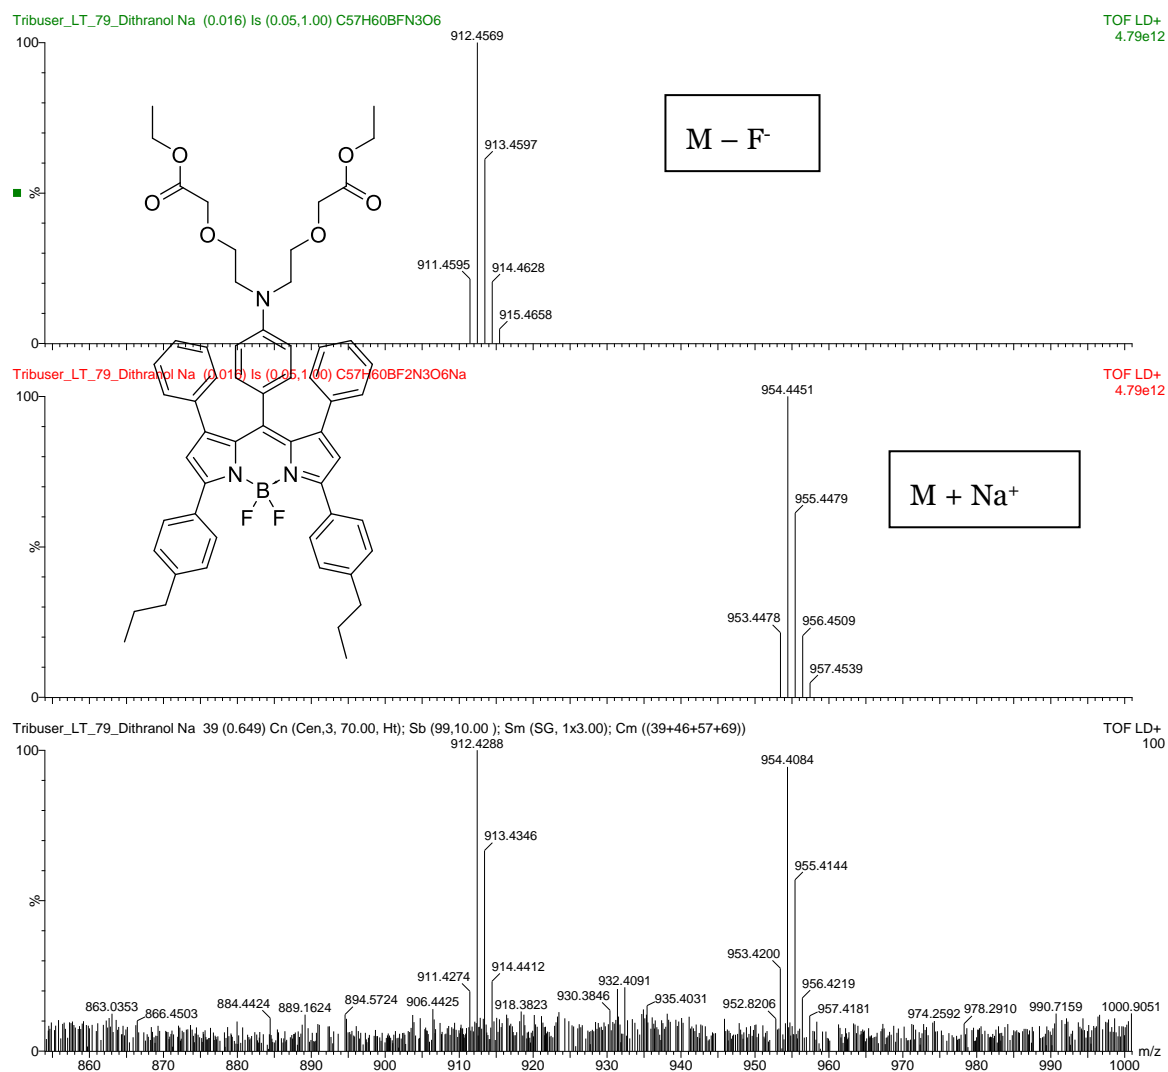 Tribuser_LT_79_Dithranol Na (0.016) Is (0.05,1.00) C57H60BFN3O6
TOF LD+
4.79e12
100
912.4569
M – F-
913.4597
%
911.4595
914.4628
915.4658
0
O
O
O
O
O
O
N
Tribuser_LT_79_Dithranol Na (0.016) Is (0.05,1.00) C57H60BF2N3O6Na
TOF LD+
4.79e12
100
954.4451
M + Na+
955.4479
%
953.4478
956.4509
957.4539
0
N
N
B
F
F
Tribuser_LT_79_Dithranol Na 39 (0.649) Cn (Cen,3, 70.00, Ht); Sb (99,10.00 ); Sm (SG, 1x3.00); Cm ((39+46+57+69))
TOF LD+
100
100
912.4288
954.4084
913.4346
955.4144
%
953.4200
911.4274
914.4412
932.4091
956.4219
863.0353
866.4503
884.4424
889.1624
894.5724
906.4425
918.3823
930.3846
935.4031
952.8206
957.4181
974.2592
978.2910
990.7159
1000.9051
0
m/z
860
870
880
890
900
910
920
930
940
950
960
970
980
990
1000